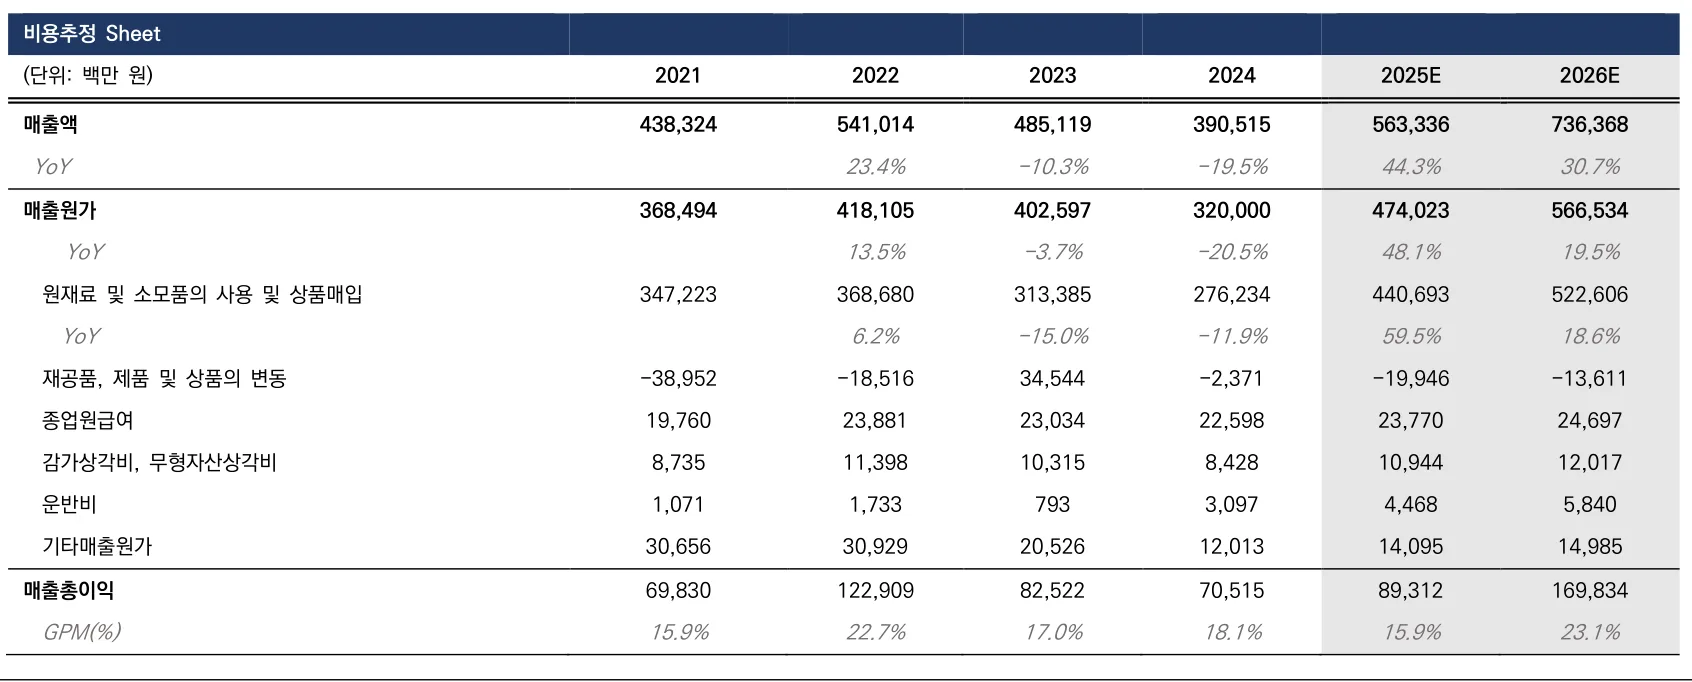 비용추정 Sheet
(단위: 백만 원) 2021 2022 2023 2024 2025E 2026E
매출액 438,324 541,014 485,119 390,515 563,336 736,368
YoY 23.4% -10.3% -19.5% 44.3% 30.7%
매출원가 368,494 418,105 402,597 320,000 474,023 566,534
YoY 13.5% -3.7% -20.5% 48.1% 19.5%
원재료 및 소모품의 사용 및 상품매입 347,223 368,680 313,385 276,234 440,693 522,606
YoY 6.2% -15.0% -11.9% 59.5% 18.6%
재공품, 제품 및 상품의 변동 -38,952 -18,516 34,544 -2,371 -19,946 -13,611
종업원급여 19,760 23,881 23,034 22,598 23,770 24,697
감가상각비, 무형자산상각비 8,735 11,398 10,315 8,428 10,944 12,017
운반비 1,071 1,733 793 3,097 4,468 5,840
기타매출원가 30,656 30,929 20,526 12,013 14,095 14,985
매출총이익 69,830 122,909 82,522 70,515 89,312 169,834
GPM(%) 15.9% 22.7% 17.0% 18.1% 15.9% 23.1%